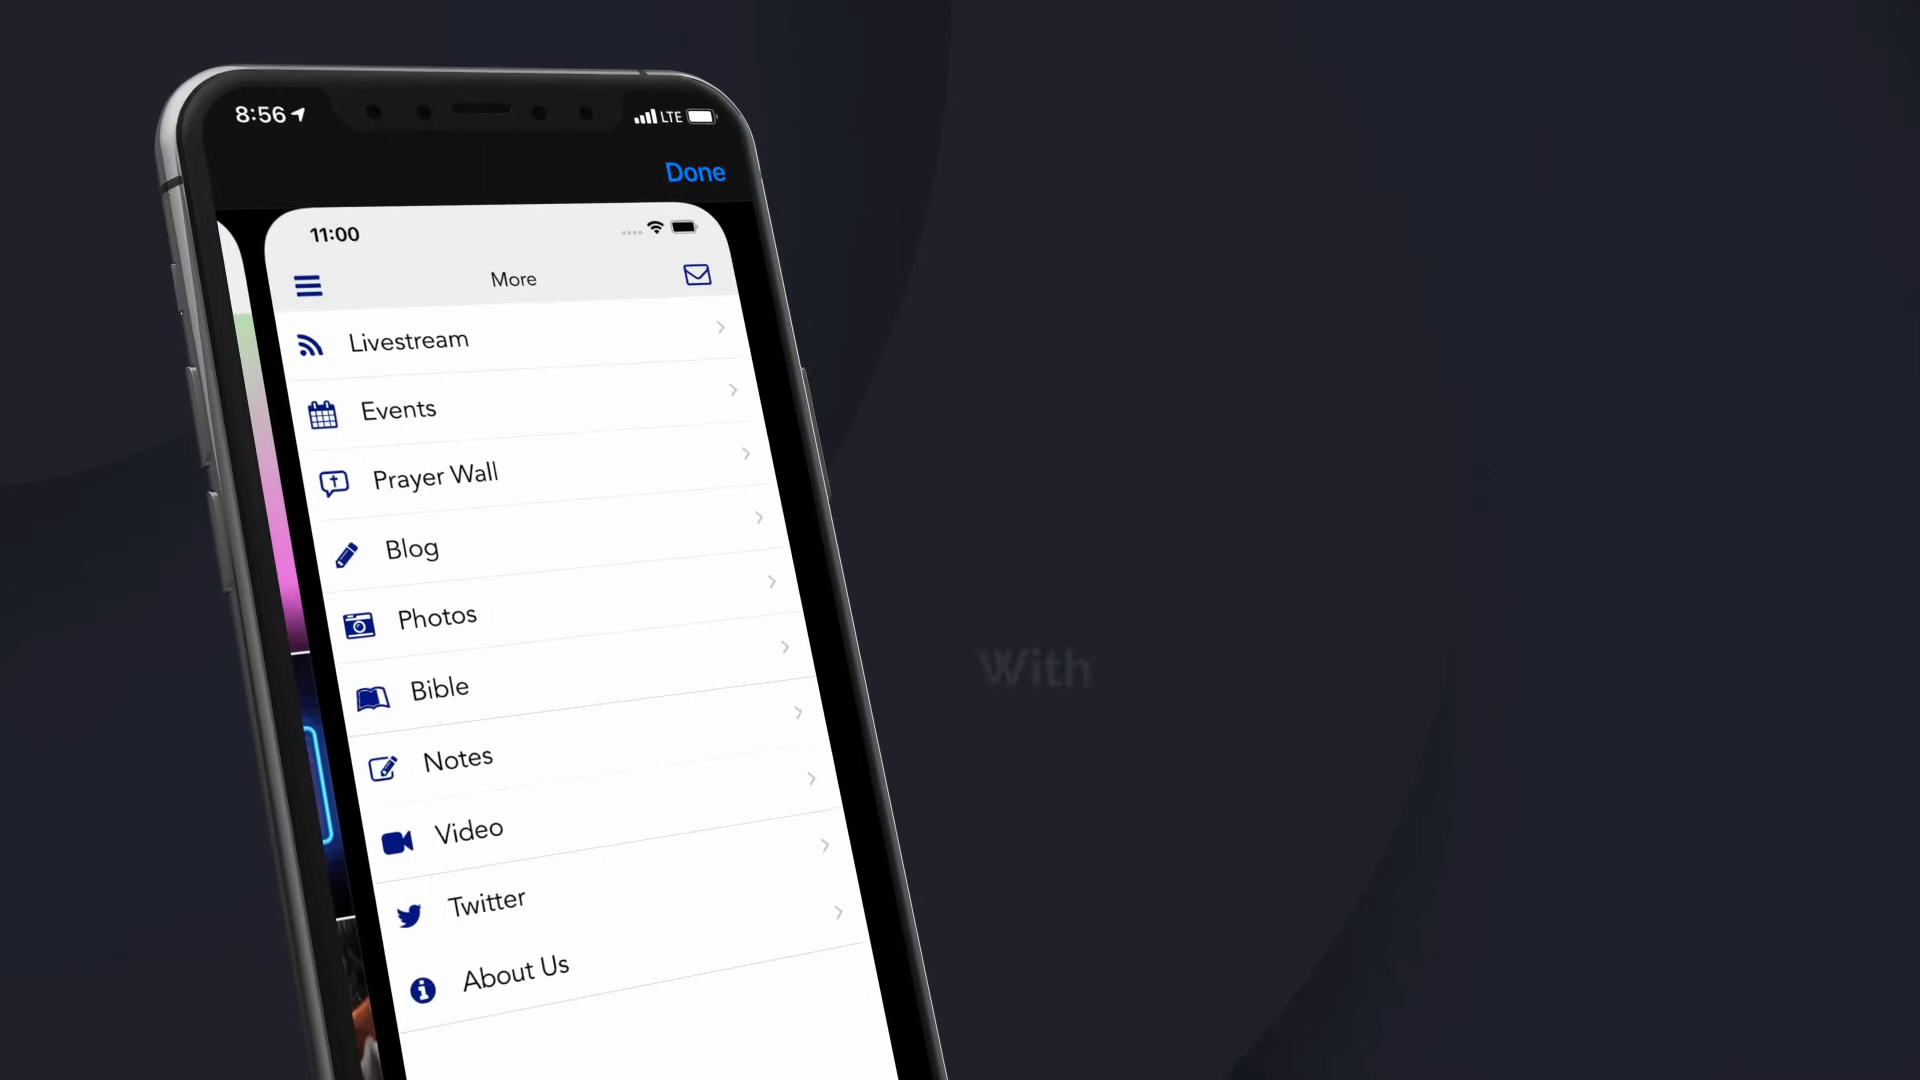 8:56
LTE
Done
11:00
More
Livestream
Events
Prayer Wall
Blog
Photos
Bible
Notes
Video
Twitter
About Us
With